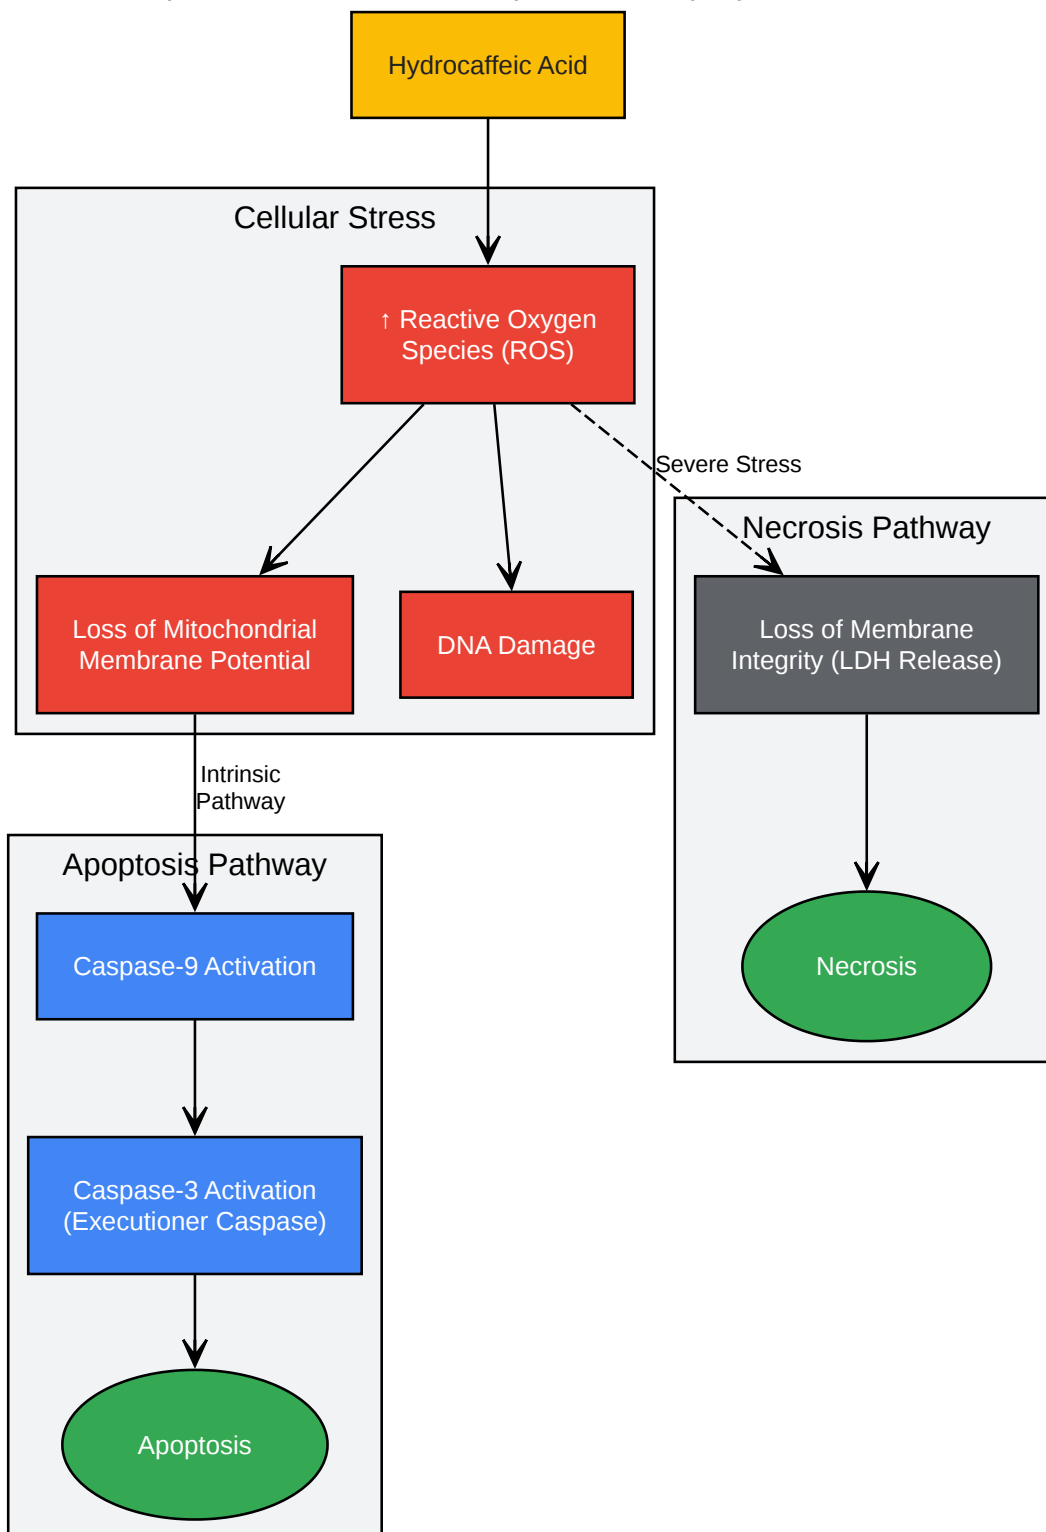 Hydrocaffeic Acid
Cellular Stress
↑ Reactive Oxygen
Species (ROS)
Severe Stress
Necrosis Pathway
Loss of Mitochondrial
Membrane Potential
DNA Damage
Loss of Membrane
Integrity (LDH Release)
Intrinsic
Pathway
Apoptosis Pathway
Caspase-9 Activation
Necrosis
Caspase-3 Activation
(Executioner Caspase)
Apoptosis